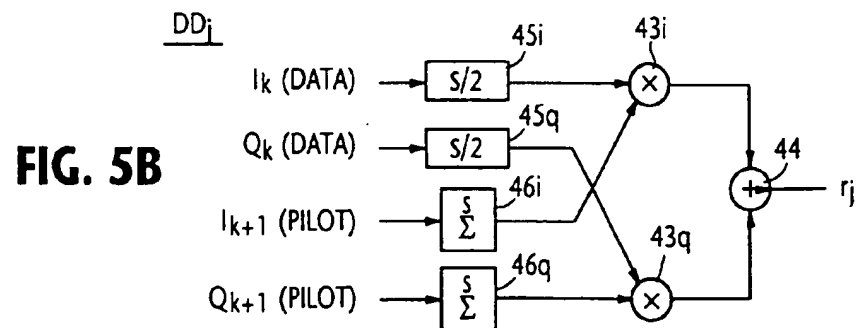 DDj
45i
43i
Ik (DATA)
S/2
×
45q
Qk (DATA)
S/2
44
FIG. 5B
+
rj
46i
Ik+1 (PILOT)
s
Σ
43q
46q
Qk+1 (PILOT)
s
Σ
×